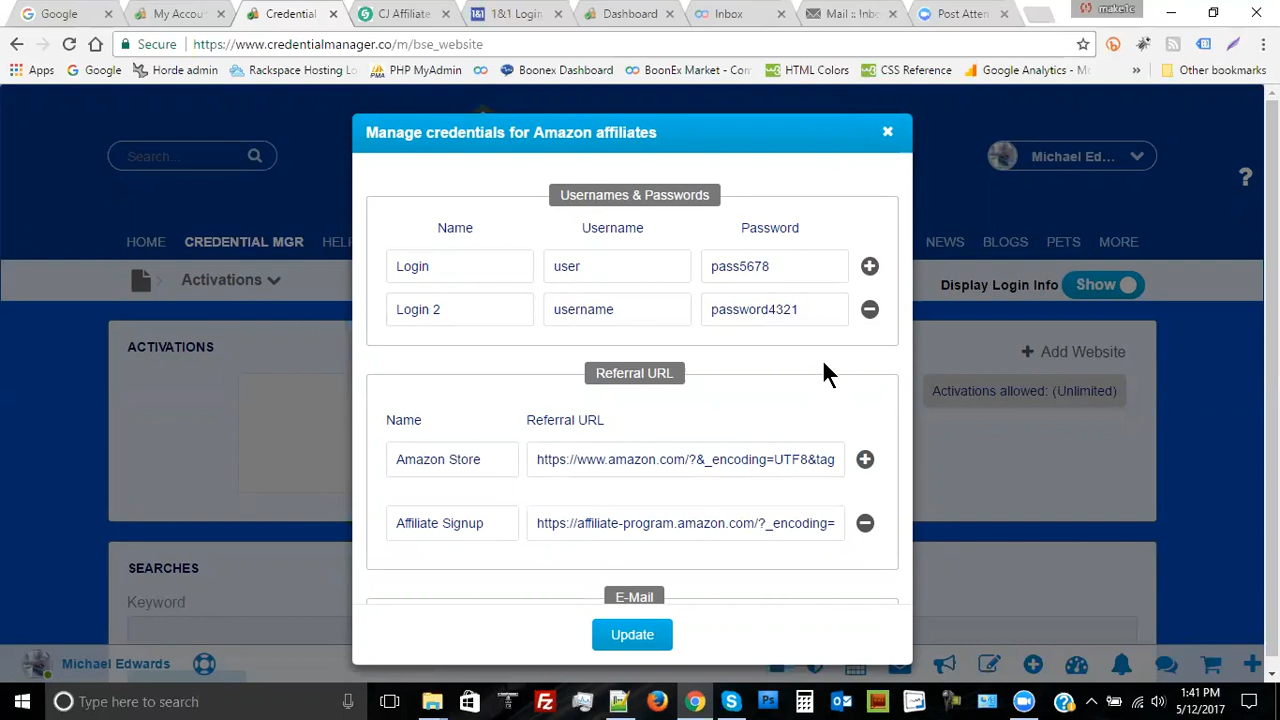 Google
My Accou
Credential
CJ Affiliate
1&1 Login
Dashboard
Inbox
Mail :: Inb
Post Atten
make1c
Secure
https://www.credentialmanager.co/m/bse_website
Apps
Google
Horde admin
Rackspace Hosting Lo
PHP MyAdmin
Boonex Dashboard
BoonEx Market - Com
HTML Colors
CSS Reference
Google Analytics - M
»
Other bookmarks
Manage credentials for Amazon affiliates
Search...
Michael Ed...
?
Usernames & Passwords
Name Username Password
HOME CREDENTIAL MGR HELP
NEWS BLOGS PETS MORE
Login user pass5678
Activations
Display Login Info Show
Login 2 username password4321
ACTIVATIONS
Add Website
Referral URL
Activations allowed: (Unlimited)
Name Referral URL
Amazon Store https://www.amazon.com/?&_encoding=UTF8&tag
Affiliate Signup https://affiliate-program.amazon.com/?_encoding=
SEARCHES
E-Mail
Keyword
Update
Michael Edwards
Type here to search
1:41 PM
5/12/2017